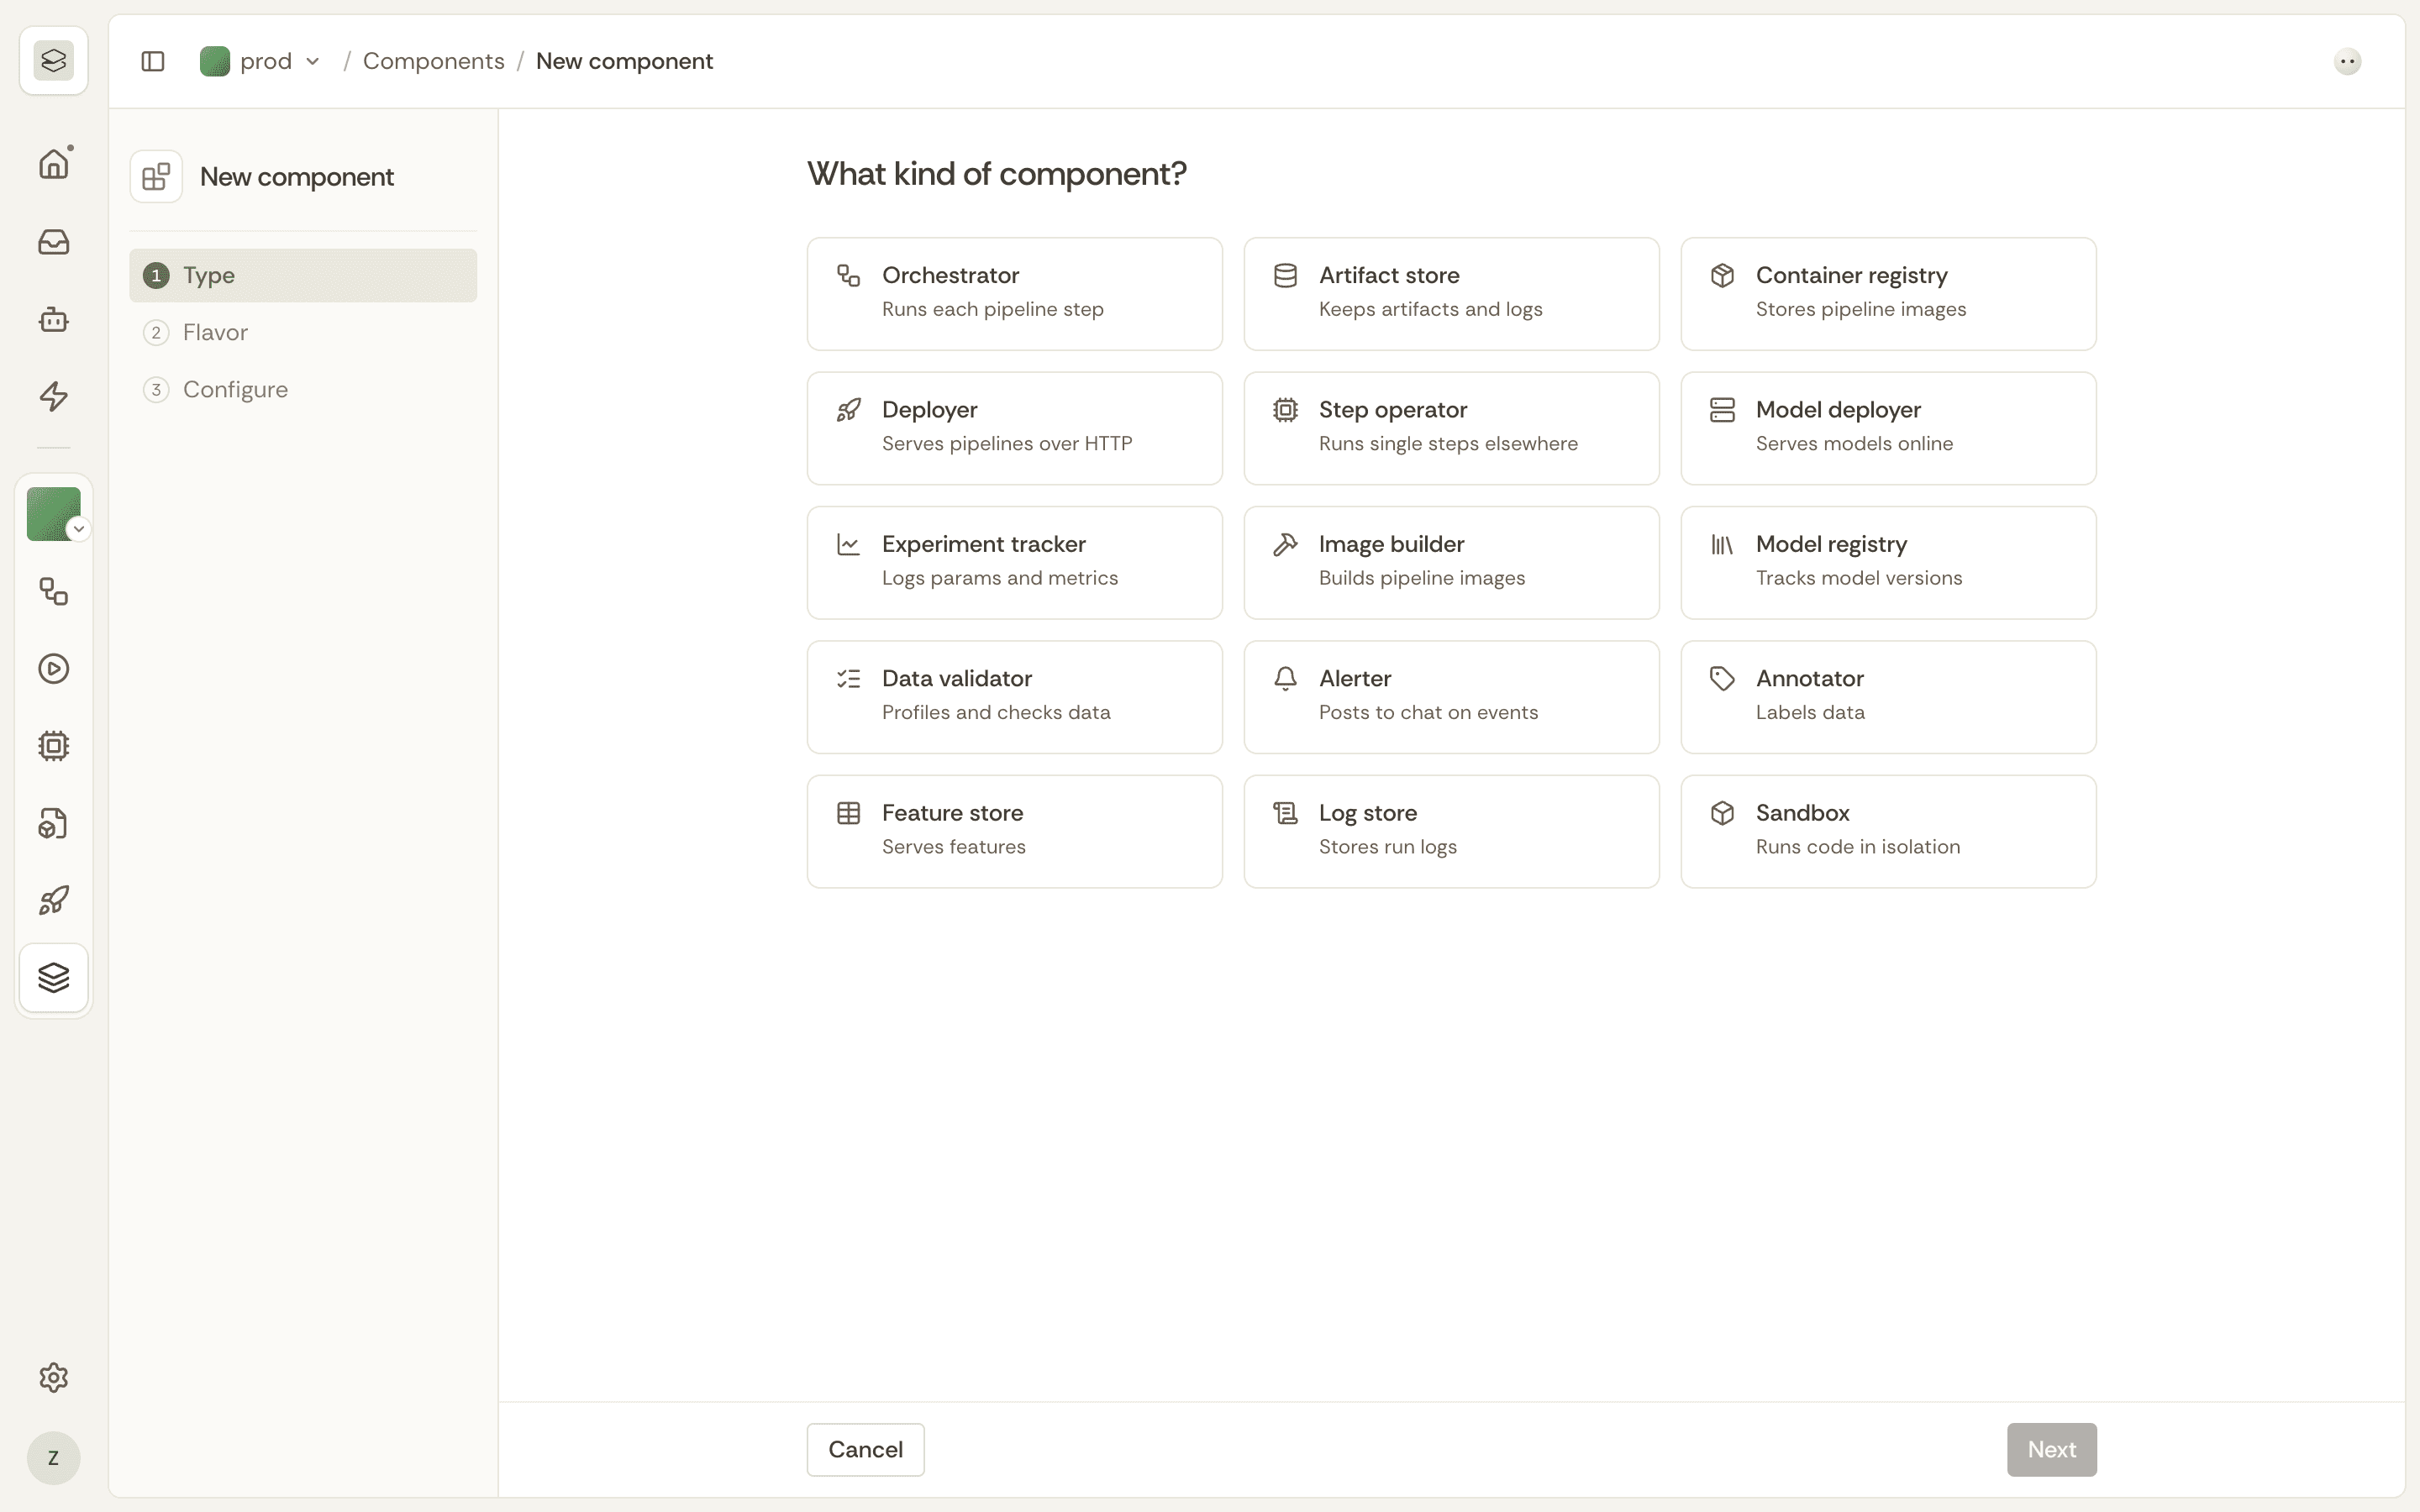 prod / Components / New component
New component
1 Type
2 Flavor
3 Configure
What kind of component?
Orchestrator
Runs each pipeline step
Artifact store
Keeps artifacts and logs
Container registry
Stores pipeline images
Deployer
Serves pipelines over HTTP
Step operator
Runs single steps elsewhere
Model deployer
Serves models online
Experiment tracker
Logs params and metrics
Image builder
Builds pipeline images
Model registry
Tracks model versions
Data validator
Profiles and checks data
Alerter
Posts to chat on events
Annotator
Labels data
Feature store
Serves features
Log store
Stores run logs
Sandbox
Runs code in isolation
Cancel
Next
Z